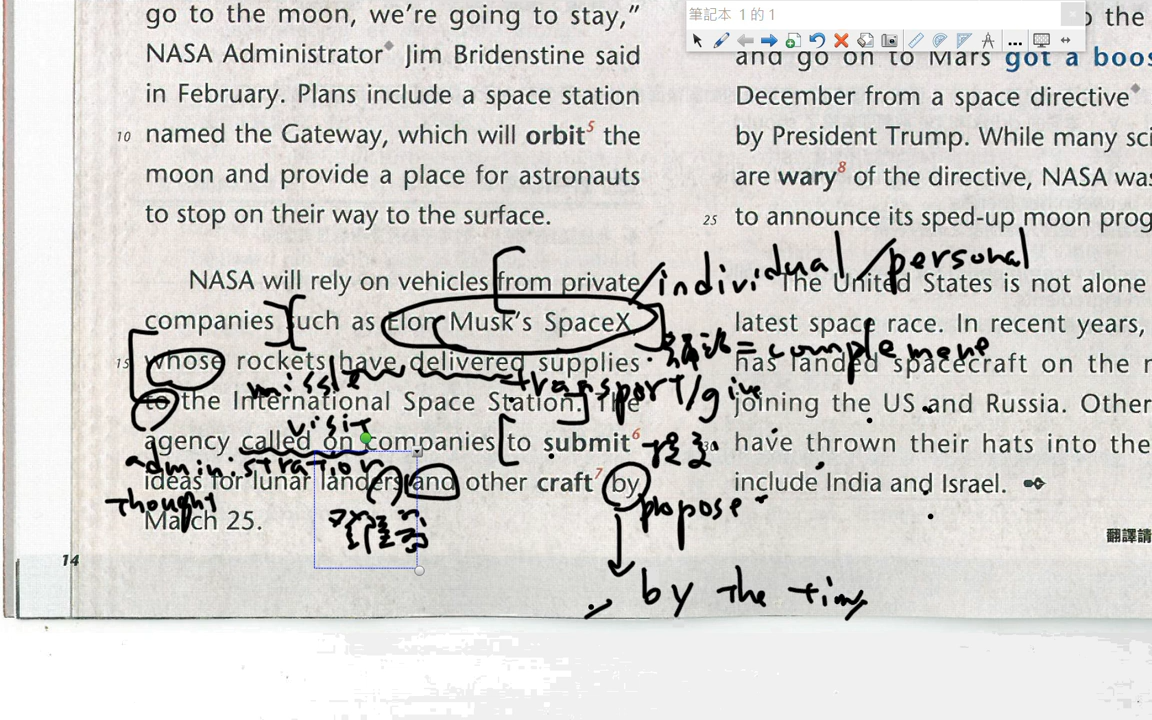 筆記本 1 的 1
go to the moon, we're going to stay,"
NASA Administrator◆ Jim Bridenstine said
in February. Plans include a space station
10 named the Gateway, which will orbit⁵ the
moon and provide a place for astronauts
to stop on their way to the surface.
NASA will rely on vehicles from private
companies such as Elon Musk's SpaceX
15 whose rockets have delivered supplies
to the International Space Station. The
agency called on companies to submit⁶
ideas for lunar landers and other craft⁷ by
March 25.
14
individual / personal
missle
transport/give
visit
administration
thought
propose
by the time
the
and go on to Mars got a boos
December from a space directive◆
by President Trump. While many sci
are wary⁸ of the directive, NASA was
25 to announce its sped-up moon prog
The United States is not alone
latest space race. In recent years,
has landed spacecraft on the m
joining the US and Russia. Other
30 have thrown their hats into the
include India and Israel.
翻譯請